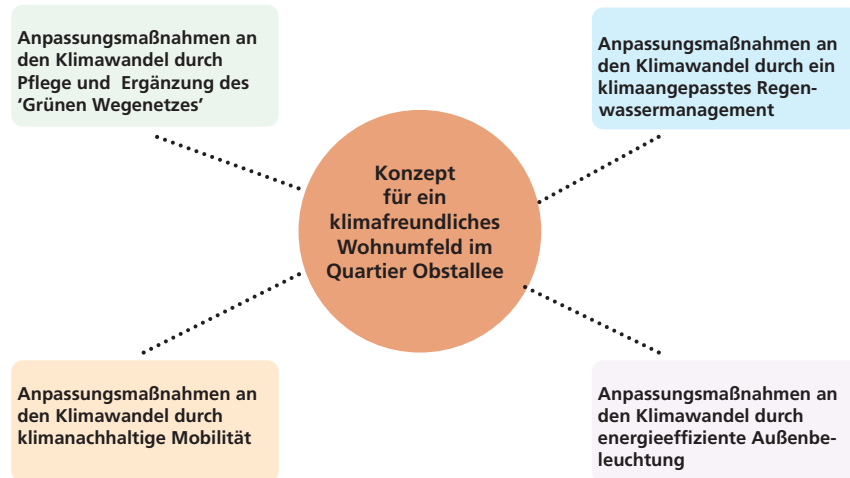 Anpassungsmaßnahmen an
den Klimawandel durch
Pflege und Ergänzung des
‘Grünen Wegenetzes’
Anpassungsmaßnahmen an
den Klimawandel durch ein
klimaangepasstes Regen-
wassermanagement
Konzept
für ein
klimafreundliches
Wohnumfeld im
Quartier Obstallee
Anpassungsmaßnahmen an
den Klimawandel durch
klimanachhaltige Mobilität
Anpassungsmaßnahmen an
den Klimawandel durch
energieeffiziente Außenbe-
leuchtung